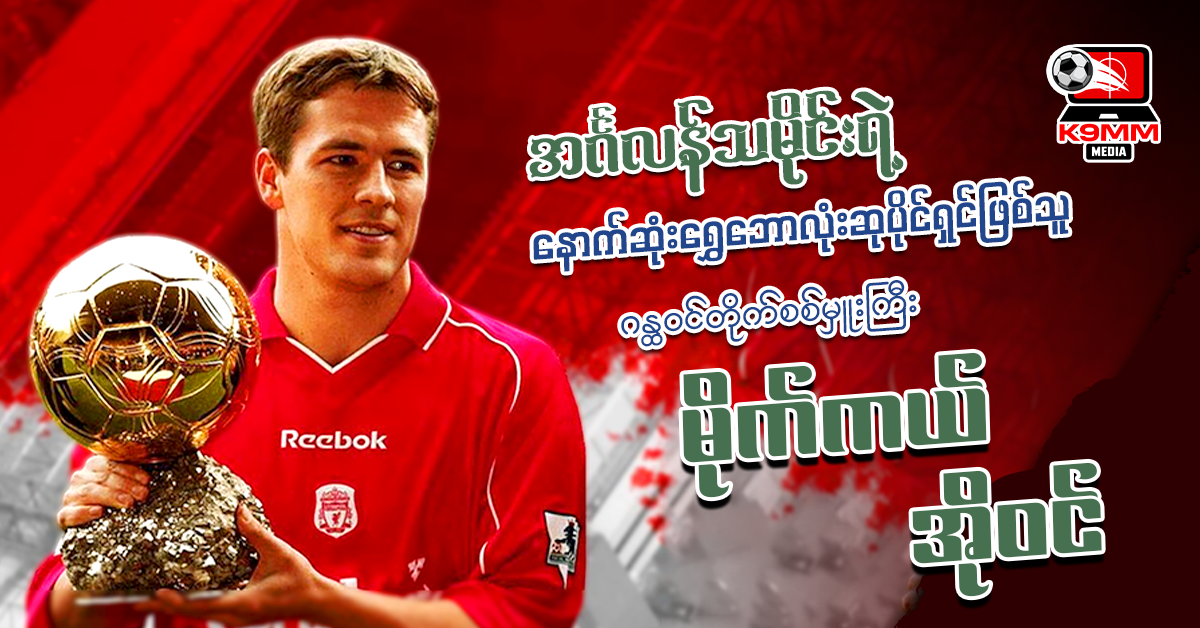 အင်္ဂလန်သမိုင်းရဲ့
နောက်ဆုံးရွှေဘောလုံးဆုပိုင်ရှင်ဖြစ်သူ
ဂန္ထဝင်တိုက်စစ်မှူးကြီး
မိုက်ကယ်
အိုဝင်
K9MM
MEDIA
Reebok